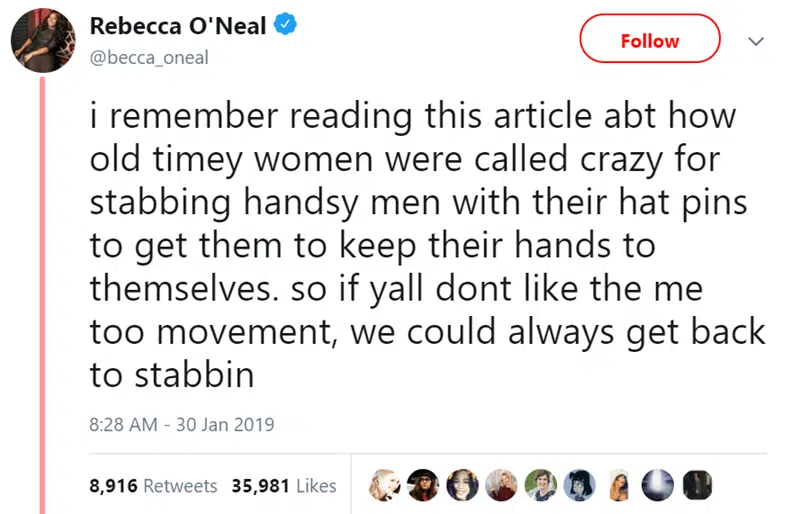 Rebecca O'Neal
@becca_oneal
Follow
i remember reading this article abt how
old timey women were called crazy for
stabbing handsy men with their hat pins
to get them to keep their hands to
themselves. so if yall dont like the me
too movement, we could always get back
to stabbin
8:28 AM - 30 Jan 2019
8,916 Retweets 35,981 Likes